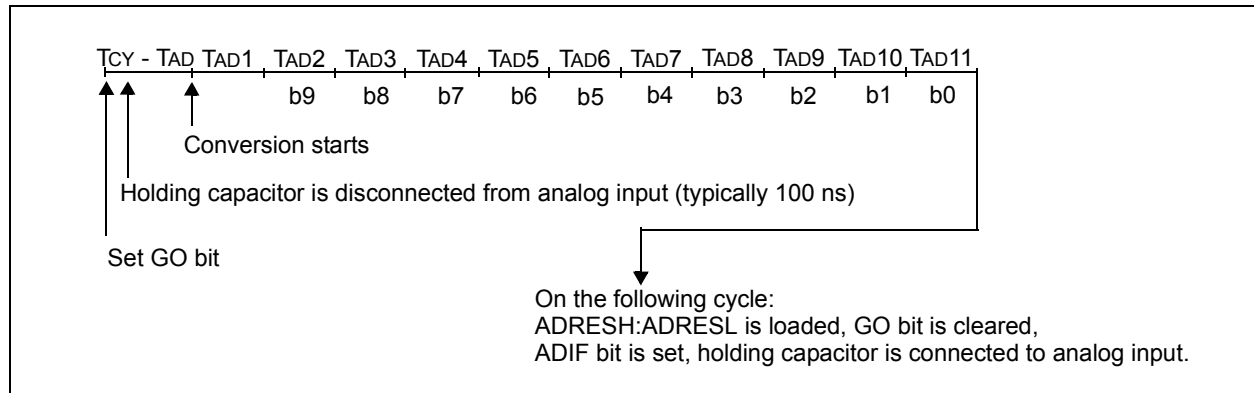 TCY - TAD TAD1 TAD2 TAD3 TAD4 TAD5 TAD6 TAD7 TAD8 TAD9 TAD10 TAD11
b9 b8 b7 b6 b5 b4 b3 b2 b1 b0
Conversion starts
Holding capacitor is disconnected from analog input (typically 100 ns)
Set GO bit
On the following cycle:
ADRESH:ADRESL is loaded, GO bit is cleared,
ADIF bit is set, holding capacitor is connected to analog input.